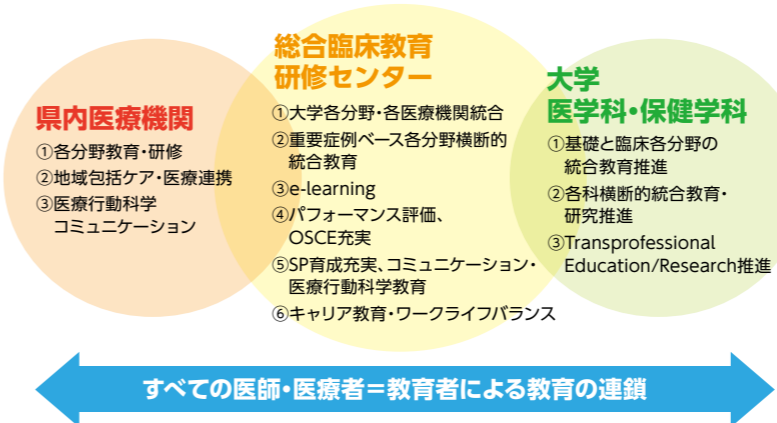 県内医療機関
①各分野教育・研修
②地域包括ケア・医療連携
③医療行動科学
コミュニケーション
総合臨床教育
研修センター
①大学各分野・各医療機関統合
②重要症例ベース各分野横断的
統合教育
③e-learning
④パフォーマンス評価、
OSCE充実
⑤SP育成充実、コミュニケーション・
医療行動科学教育
⑥キャリア教育・ワークライフバランス
大学
医学科・保健学科
①基礎と臨床各分野の
統合教育推進
②各科横断的統合教育・
研究推進
③Transprofessional
Education/Research推進
すべての医師・医療者＝教育者による教育の連鎖